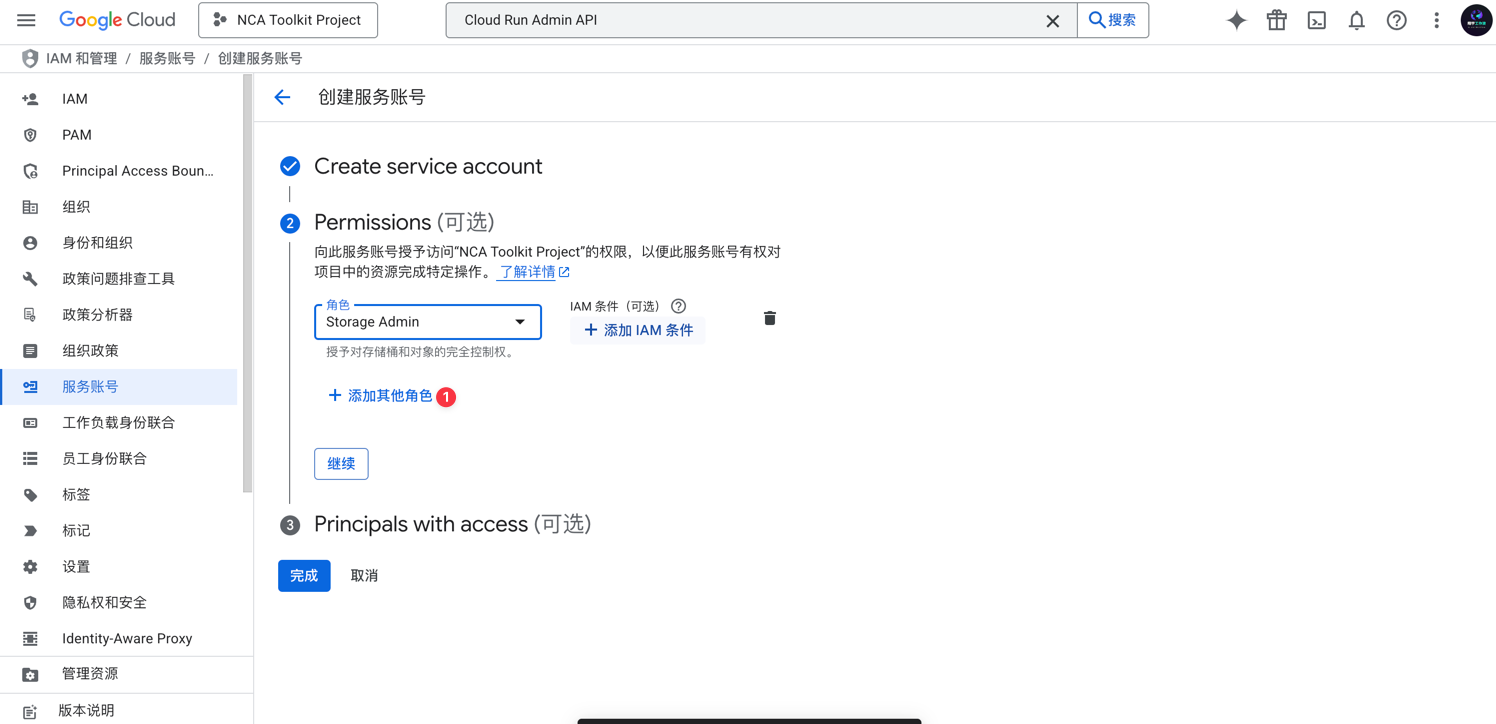 Google Cloud
NCA Toolkit Project
Cloud Run Admin API
搜索
IAM 和管理 / 服务账号 / 创建服务账号
IAM
PAM
Principal Access Boun…
组织
身份和组织
政策问题排查工具
政策分析器
组织政策
服务账号
工作负载身份联合
员工身份联合
标签
标记
设置
隐私权和安全
Identity-Aware Proxy
管理资源
版本说明
创建服务账号
Create service account
2 Permissions (可选)
向此服务账号授予访问“NCA Toolkit Project”的权限，以便此服务账号有权对
项目中的资源完成特定操作。 了解详情
角色
Storage Admin
授予对存储桶和对象的完全控制权。
IAM 条件（可选）
+ 添加 IAM 条件
+ 添加其他角色 1
继续
3 Principals with access (可选)
完成 取消